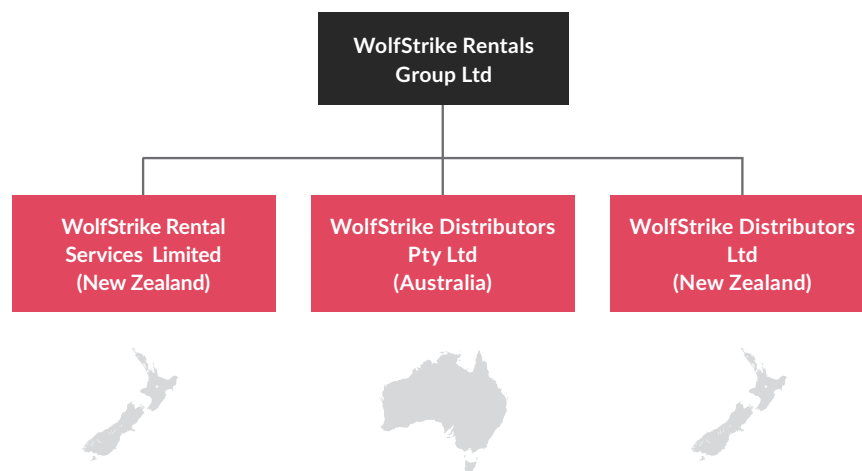 WolfStrike Rentals
Group Ltd
WolfStrike Rental
Services Limited
(New Zealand)
WolfStrike Distributors
Pty Ltd
(Australia)
WolfStrike Distributors
Ltd
(New Zealand)